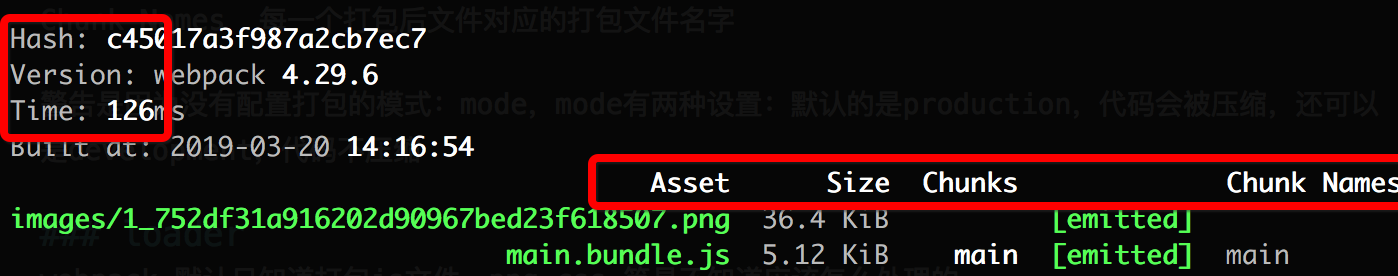 Chunk Names 每一个打包后文件对应的打包文件名字
Hash: c45017a3f987a2cb7ec7
Version: webpack 4.29.6
没有配置打包的模式：mode，mode有两种设置：默认的是production，代码会被压缩，还可以
Time: 126ms
Built at: 2019-03-20 14:16:54
Asset Size Chunks Chunk Names
images/1_752df31a916202d90967bed23f618507.png 36.4 KiB [emitted]
### loader
main.bundle.js 5.12 KiB main [emitted] main